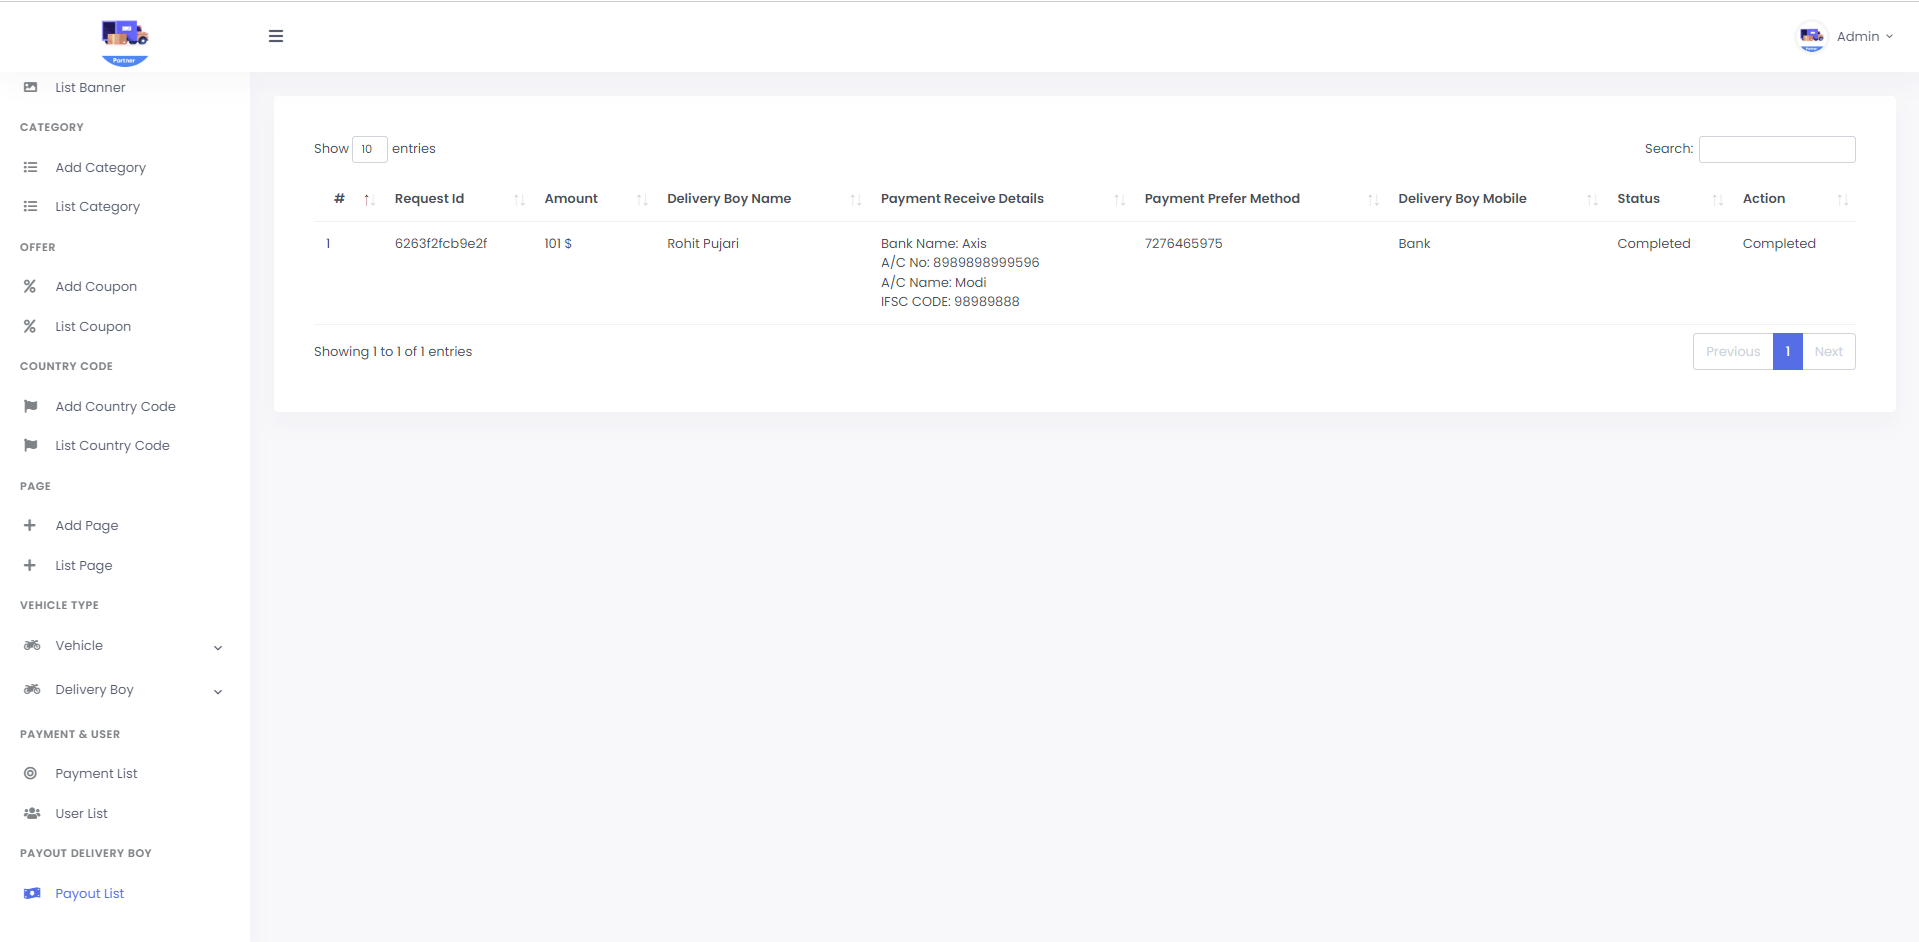 Partner
Admin
List Banner
CATEGORY
Add Category
List Category
OFFER
Add Coupon
List Coupon
COUNTRY CODE
Add Country Code
List Country Code
PAGE
Add Page
List Page
VEHICLE TYPE
Vehicle
Delivery Boy
PAYMENT & USER
Payment List
User List
PAYOUT DELIVERY BOY
Payout List
Show 10 entries
Search:
# Request Id Amount Delivery Boy Name Payment Receive Details Payment Prefer Method Delivery Boy Mobile Status Action
1 6263f2fcb9e2f 101 $ Rohit Pujari Bank Name: Axis 7276465975 Bank Completed Completed
A/C No: 8989898999596
A/C Name: Modi
IFSC CODE: 98989888
Showing 1 to 1 of 1 entries
Previous 1 Next